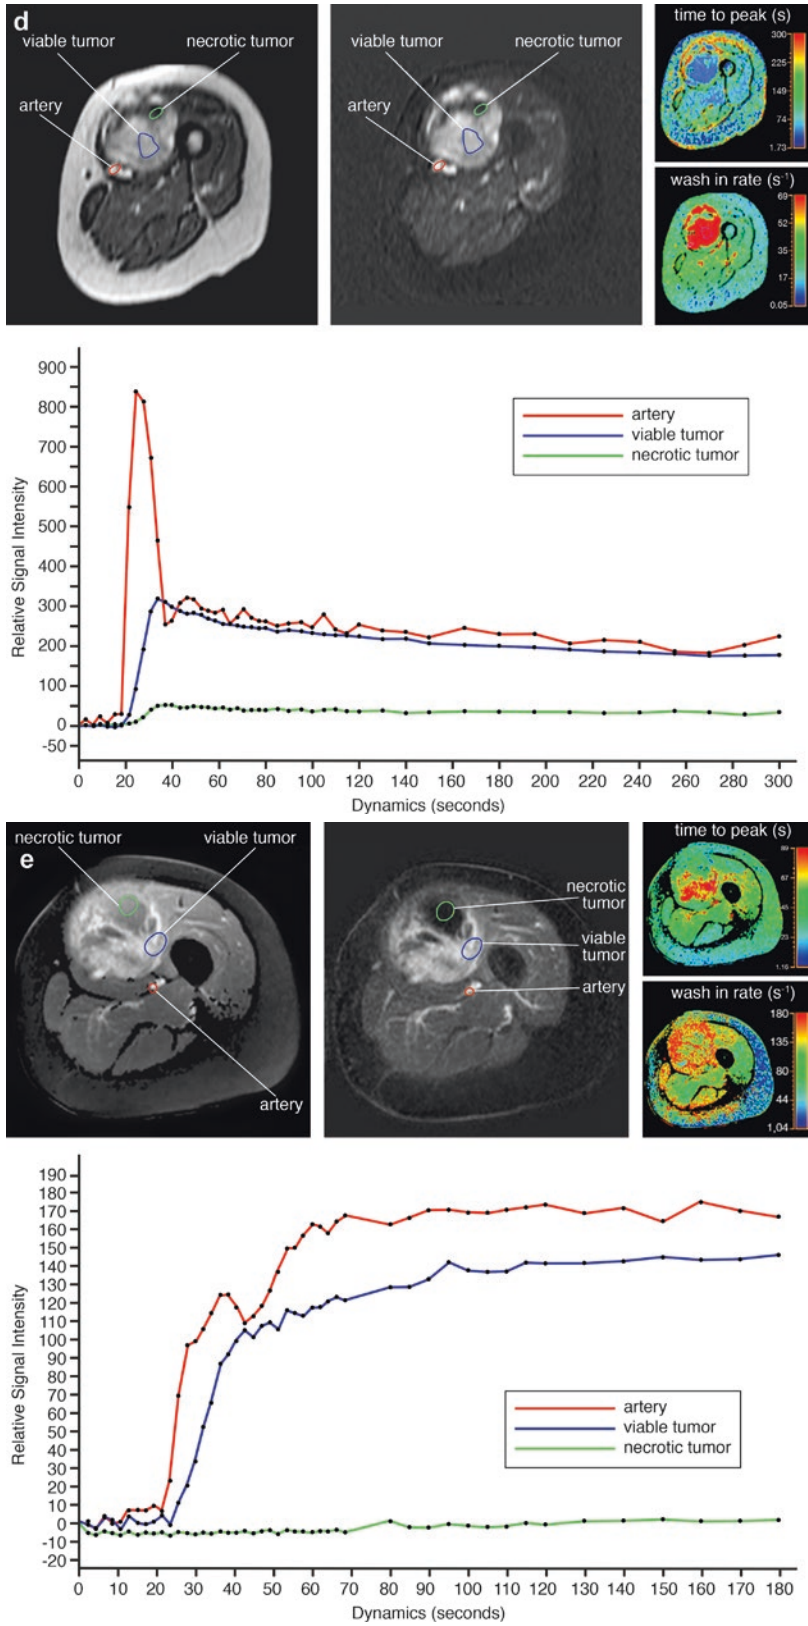 d
viable tumor
necrotic tumor
artery
viable tumor
necrotic tumor
artery
time to peak (s)
300
225
149
74
1.73
wash in rate (s-1)
69
52
35
17
0.05
900
800
700
600
500
400
300
200
100
0
-50
Relative Signal Intensity
artery
viable tumor
necrotic tumor
0 20 40 60 80 100 120 140 160 180 200 220 240 260 280 300
Dynamics (seconds)
e
necrotic tumor
viable tumor
artery
necrotic
tumor
viable
tumor
artery
time to peak (s)
89
67
45
25
1.16
wash in rate (s-1)
180
135
80
44
1,04
190
180
170
160
150
140
130
120
110
100
90
80
70
60
50
40
30
20
10
0
-10
-20
Relative Signal Intensity
artery
viable tumor
necrotic tumor
0 10 20 30 40 50 60 70 80 90 100 110 120 130 140 150 160 170 180
Dynamics (seconds)